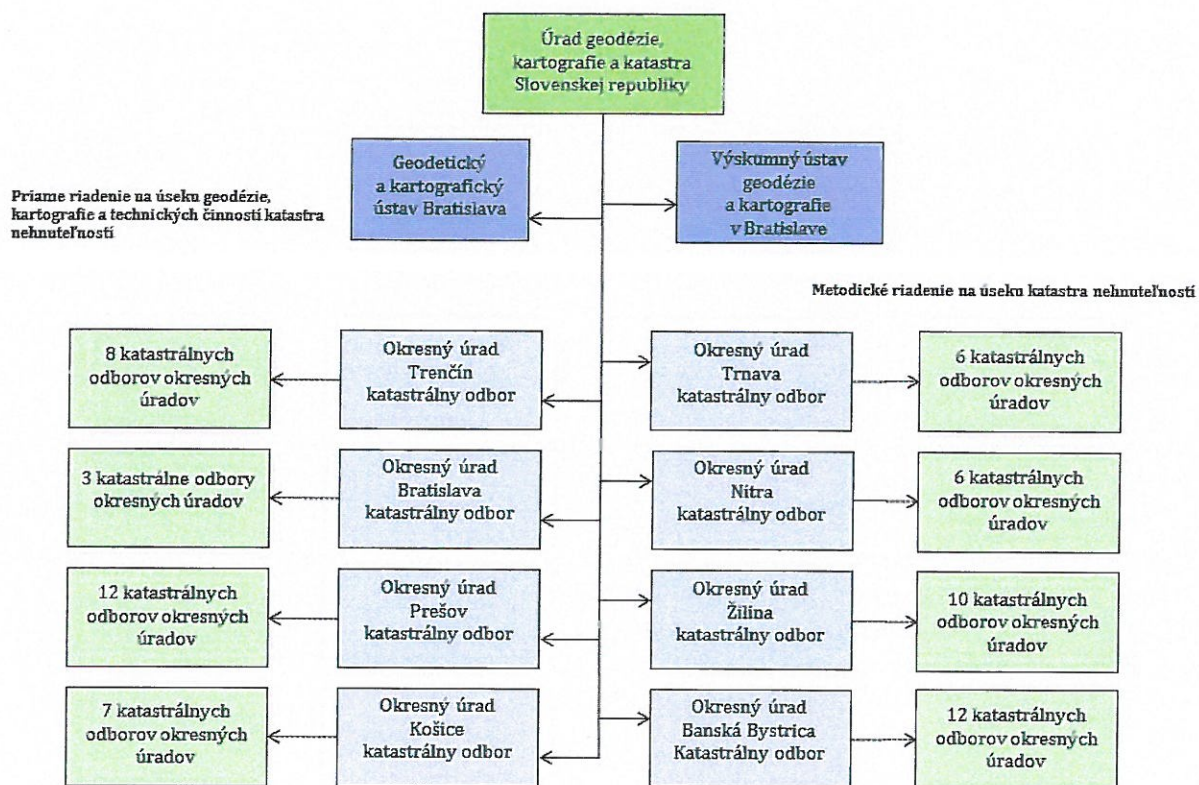 Úrad geodézie,
kartografie a katastra
Slovenskej republiky
Geodetický
a kartografický
ústav Bratislava
Výskumný ústav
geodézie
a kartografie
v Bratislave
Priame riadenie na úseku geodézie,
kartografie a technických činností katastra
nehnuteľností
Metodické riadenie na úseku katastra nehnuteľností
8 katastrálnych
odborov okresných
úradov
Okresný úrad
Trenčín
katastrálny odbor
Okresný úrad
Trnava
katastrálny odbor
6 katastrálnych
odborov okresných
úradov
3 katastrálne odbory
okresných úradov
Okresný úrad
Bratislava
katastrálny odbor
Okresný úrad
Nitra
katastrálny odbor
6 katastrálnych
odborov okresných
úradov
12 katastrálnych
odborov okresných
úradov
Okresný úrad
Prešov
katastrálny odbor
Okresný úrad
Žilina
katastrálny odbor
10 katastrálnych
odborov okresných
úradov
7 katastrálnych
odborov okresných
úradov
Okresný úrad
Košice
katastrálny odbor
Okresný úrad
Banská Bystrica
Katastrálny odbor
12 katastrálnych
odborov okresných
úradov